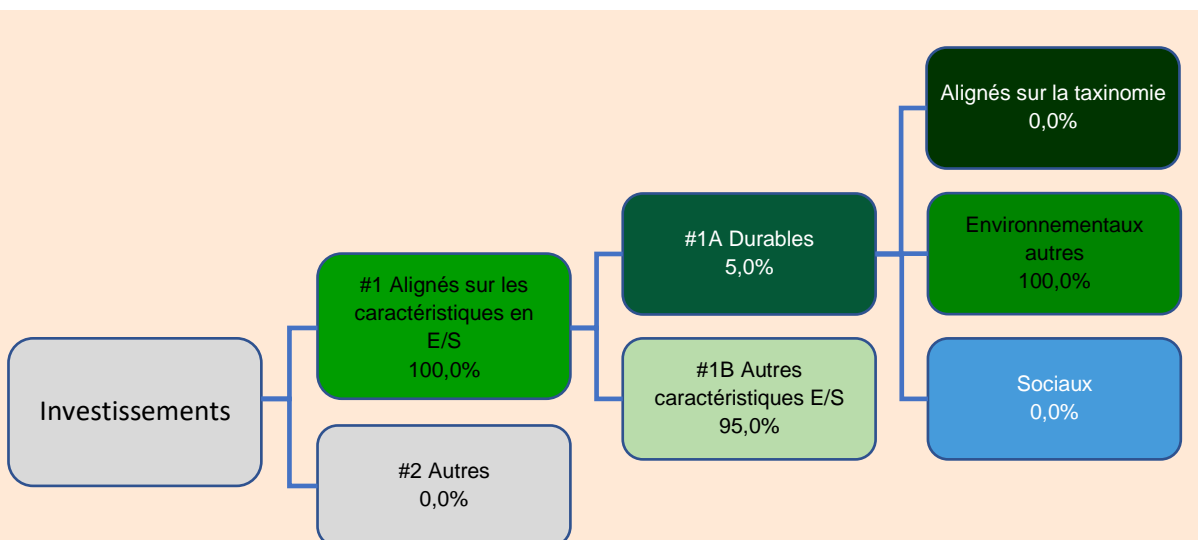 Investissements
#1 Alignés sur les
caractéristiques en
E/S
100,0%
#2 Autres
0,0%
#1A Durables
5,0%
#1B Autres
caractéristiques E/S
95,0%
Alignés sur la taxinomie
0,0%
Environnementaux
autres
100,0%
Sociaux
0,0%